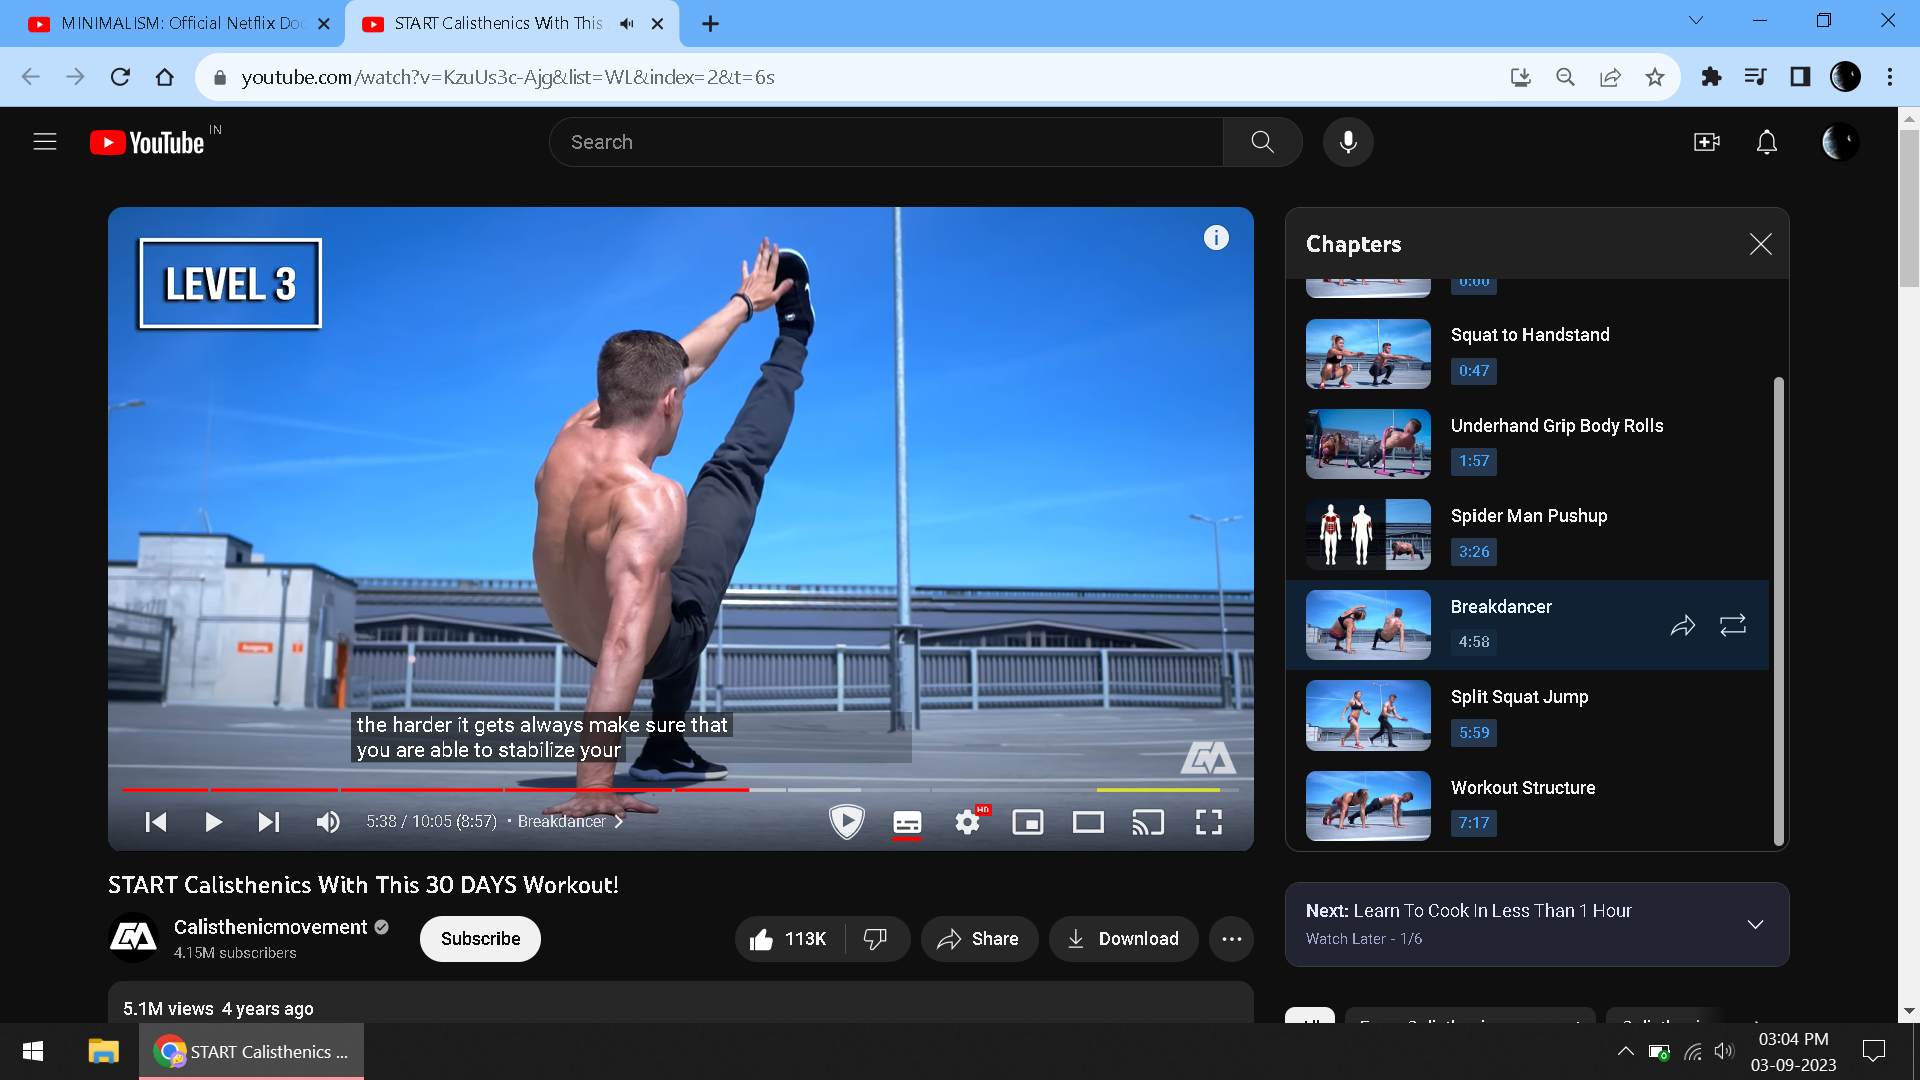 MINIMALISM: Official Netflix Do
START Calisthenics With This
youtube.com/watch?v=KzuUs3c-Ajg&list=WL&index=2&t=6s
YouTube IN
Search
LEVEL 3
i
the harder it gets always make sure that
you are able to stabilize your
HD
5:38 / 10:05 (8:57) • Breakdancer
Chapters
0:00
Squat to Handstand
0:47
Underhand Grip Body Rolls
1:57
Spider Man Pushup
3:26
Breakdancer
4:58
Split Squat Jump
5:59
Workout Structure
7:17
START Calisthenics With This 30 DAYS Workout!
Calisthenicmovement
4.15M subscribers
Subscribe
113K
Share
Download
Next: Learn To Cook In Less Than 1 Hour
Watch Later - 1/6
5.1M views 4 years ago
START Calisthenics ...
03:04 PM
03-09-2023